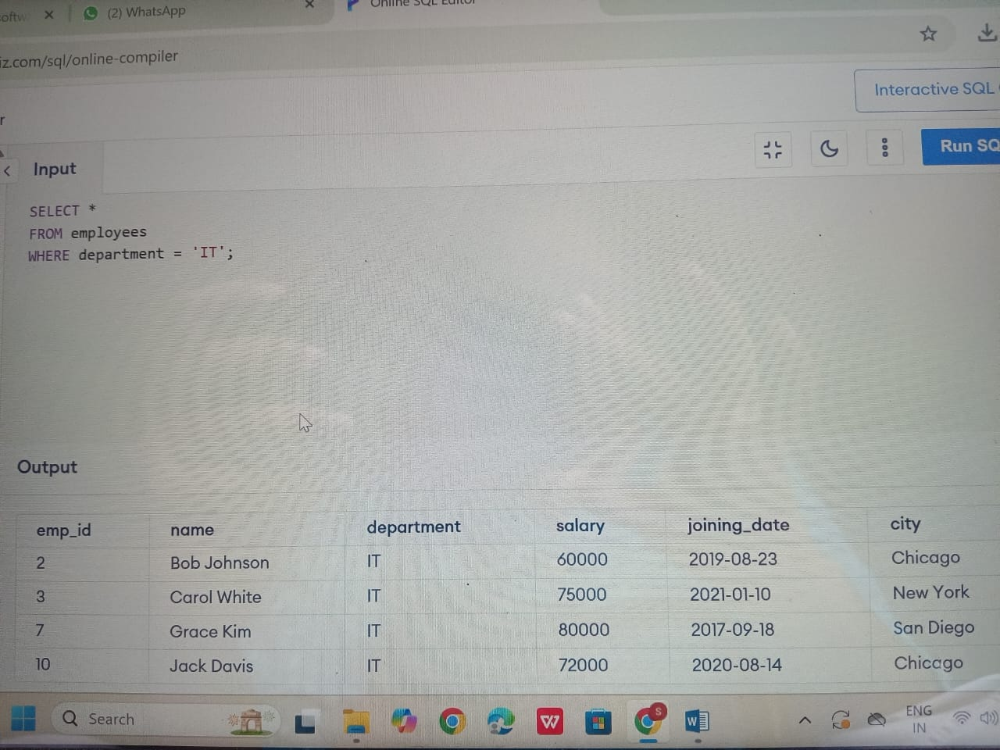 (2) WhatsApp
Online SQL Editor
iz.com/sql/online-compiler
Interactive SQL
r
Input
Run SQ
SELECT *
FROM employees
WHERE department = 'IT';
Output
emp_id name department salary joining_date city
2 Bob Johnson IT 60000 2019-08-23 Chicago
3 Carol White IT 75000 2021-01-10 New York
7 Grace Kim IT 80000 2017-09-18 San Diego
10 Jack Davis IT 72000 2020-08-14 Chicago
Search
S
W
W
ENG
IN